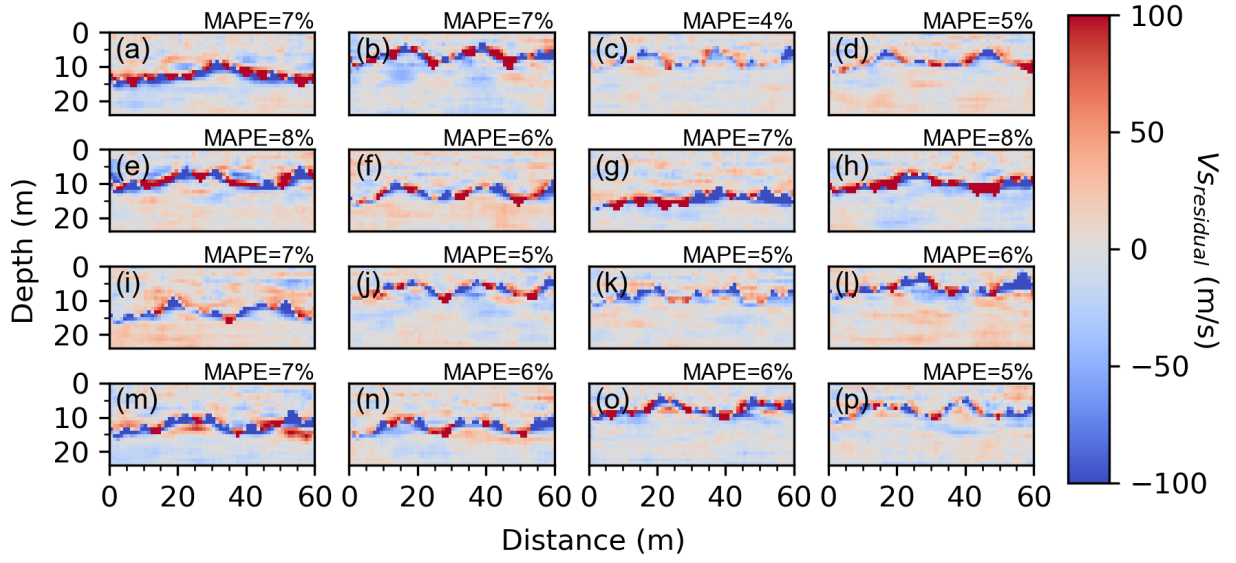 MAPE=7% MAPE=7% MAPE=4% MAPE=5%
(a) (b) (c) (d)
0
10
20
MAPE=8% MAPE=6% MAPE=7% MAPE=8%
(e) (f) (g) (h)
0
10
20
MAPE=7% MAPE=5% MAPE=5% MAPE=6%
(i) (j) (k) (l)
0
10
20
MAPE=7% MAPE=6% MAPE=6% MAPE=5%
(m) (n) (o) (p)
0
10
20
0 20 40 60 0 20 40 60 0 20 40 60 0 20 40 60
Distance (m)
Depth (m)
100
50
0
−50
−100
Vs_residual (m/s)